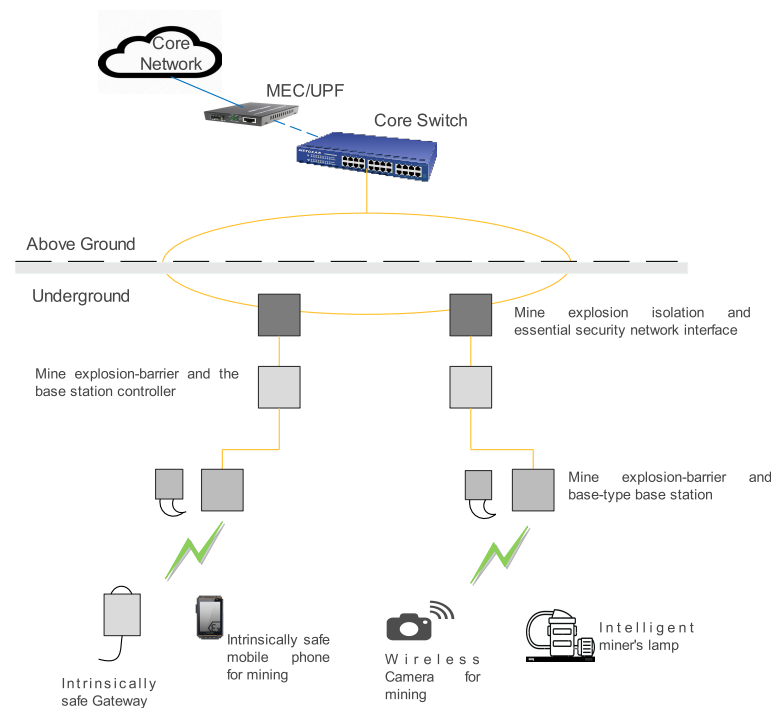 Core
Network
MEC/UPF
Core Switch
NETGEAR
Above Ground
Underground
Mine explosion isolation and
essential security network interface
Mine explosion-barrier and the
base station controller
Mine explosion-barrier and
base-type base station
Intrinsically
safe Gateway
Intrinsically safe
mobile phone
for mining
Wireless
Camera for
mining
Intelligent
miner's lamp